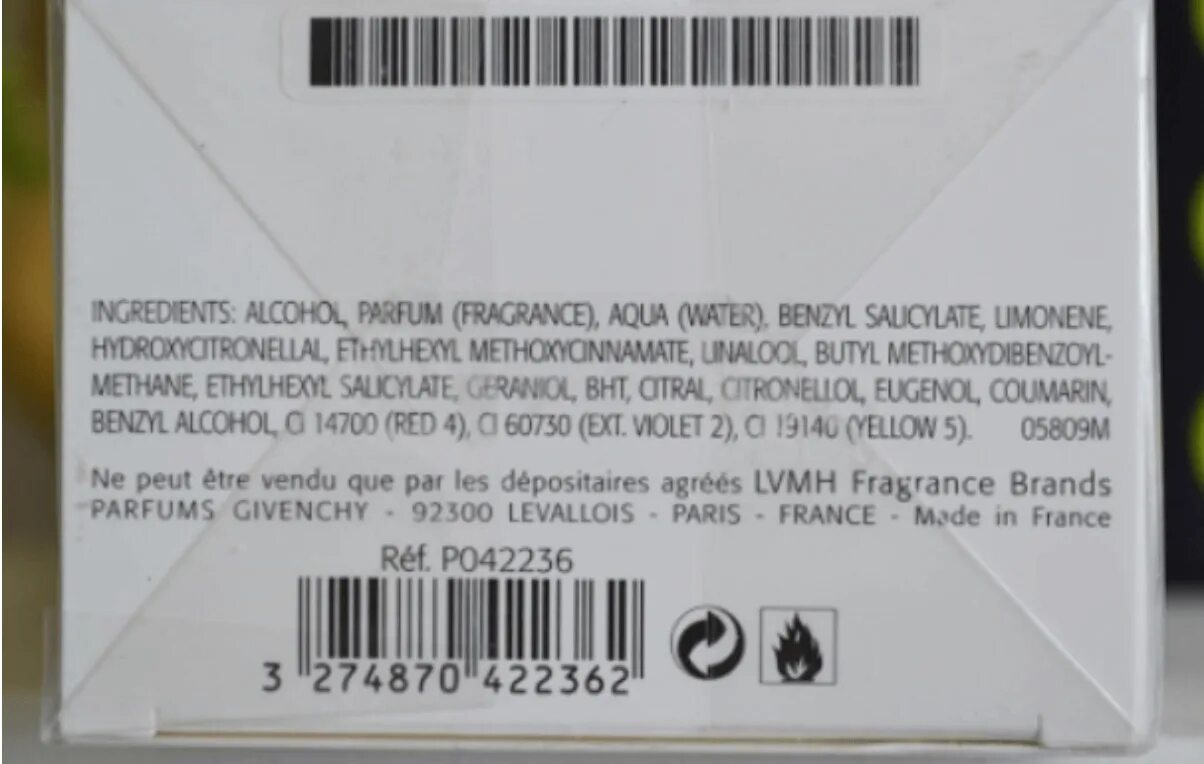 INGREDIENTS: ALCOHOL, PARFUM (FRAGRANCE), AQUA (WATER), BENZYL SALICYLATE, LIMONENE,
HYDROXYCITRONELLAL, ETHYLHEXYL METHOXYCINNAMATE, LINALOOL, BUTYL METHOXYDIBENZOYL-
METHANE, ETHYLHEXYL SALICYLATE, GERANIOL, BHT, CITRAL, CITRONELLOL, EUGENOL, COUMARIN,
BENZYL ALCOHOL, CI 14700 (RED 4), CI 60730 (EXT. VIOLET 2), CI 19140 (YELLOW 5). 05809M
Ne peut être vendu que par les dépositaires agréés LVMH Fragrance Brands
PARFUMS GIVENCHY - 92300 LEVALLOIS - PARIS - FRANCE - Made in France
Réf. P042236
3 274870 422362